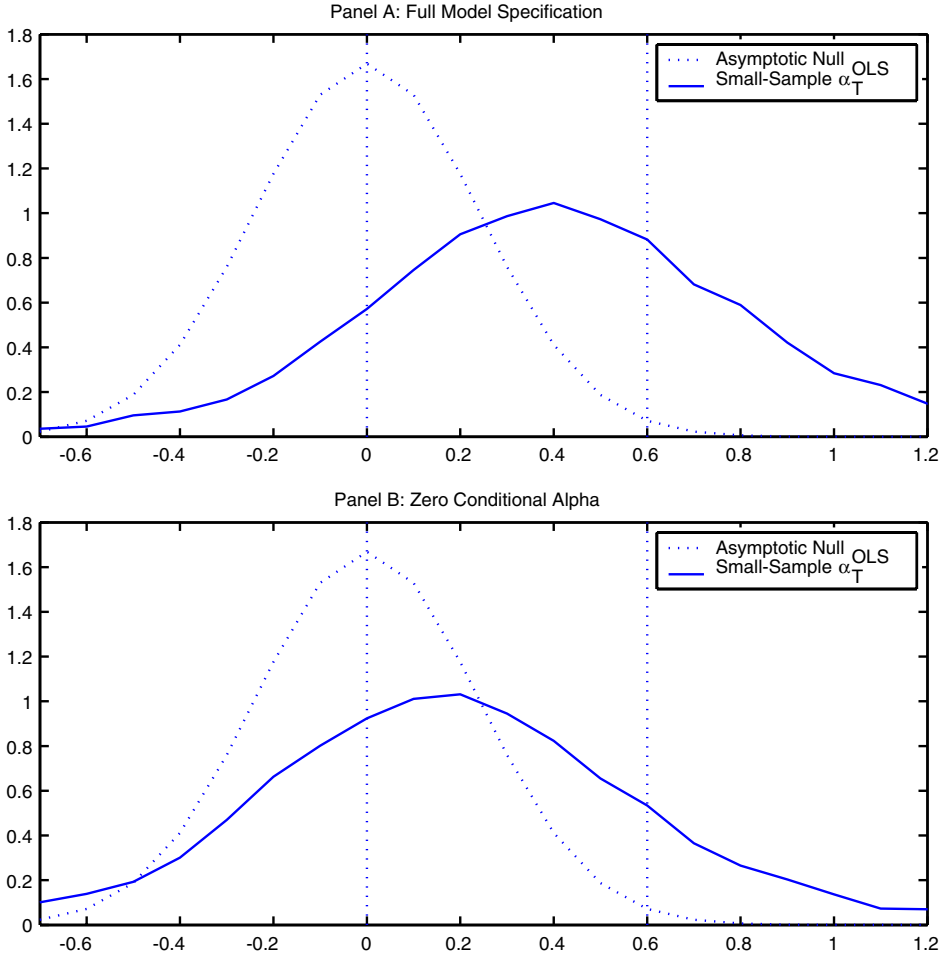 Panel A: Full Model Specification
1.8
1.6
1.4
1.2
1
0.8
0.6
0.4
0.2
0
Asymptotic Null
Small-Sample α_T^OLS
-0.6 -0.4 -0.2 0 0.2 0.4 0.6 0.8 1 1.2
Panel B: Zero Conditional Alpha
1.8
1.6
1.4
1.2
1
0.8
0.6
0.4
0.2
0
Asymptotic Null
Small-Sample α_T^OLS
-0.6 -0.4 -0.2 0 0.2 0.4 0.6 0.8 1 1.2